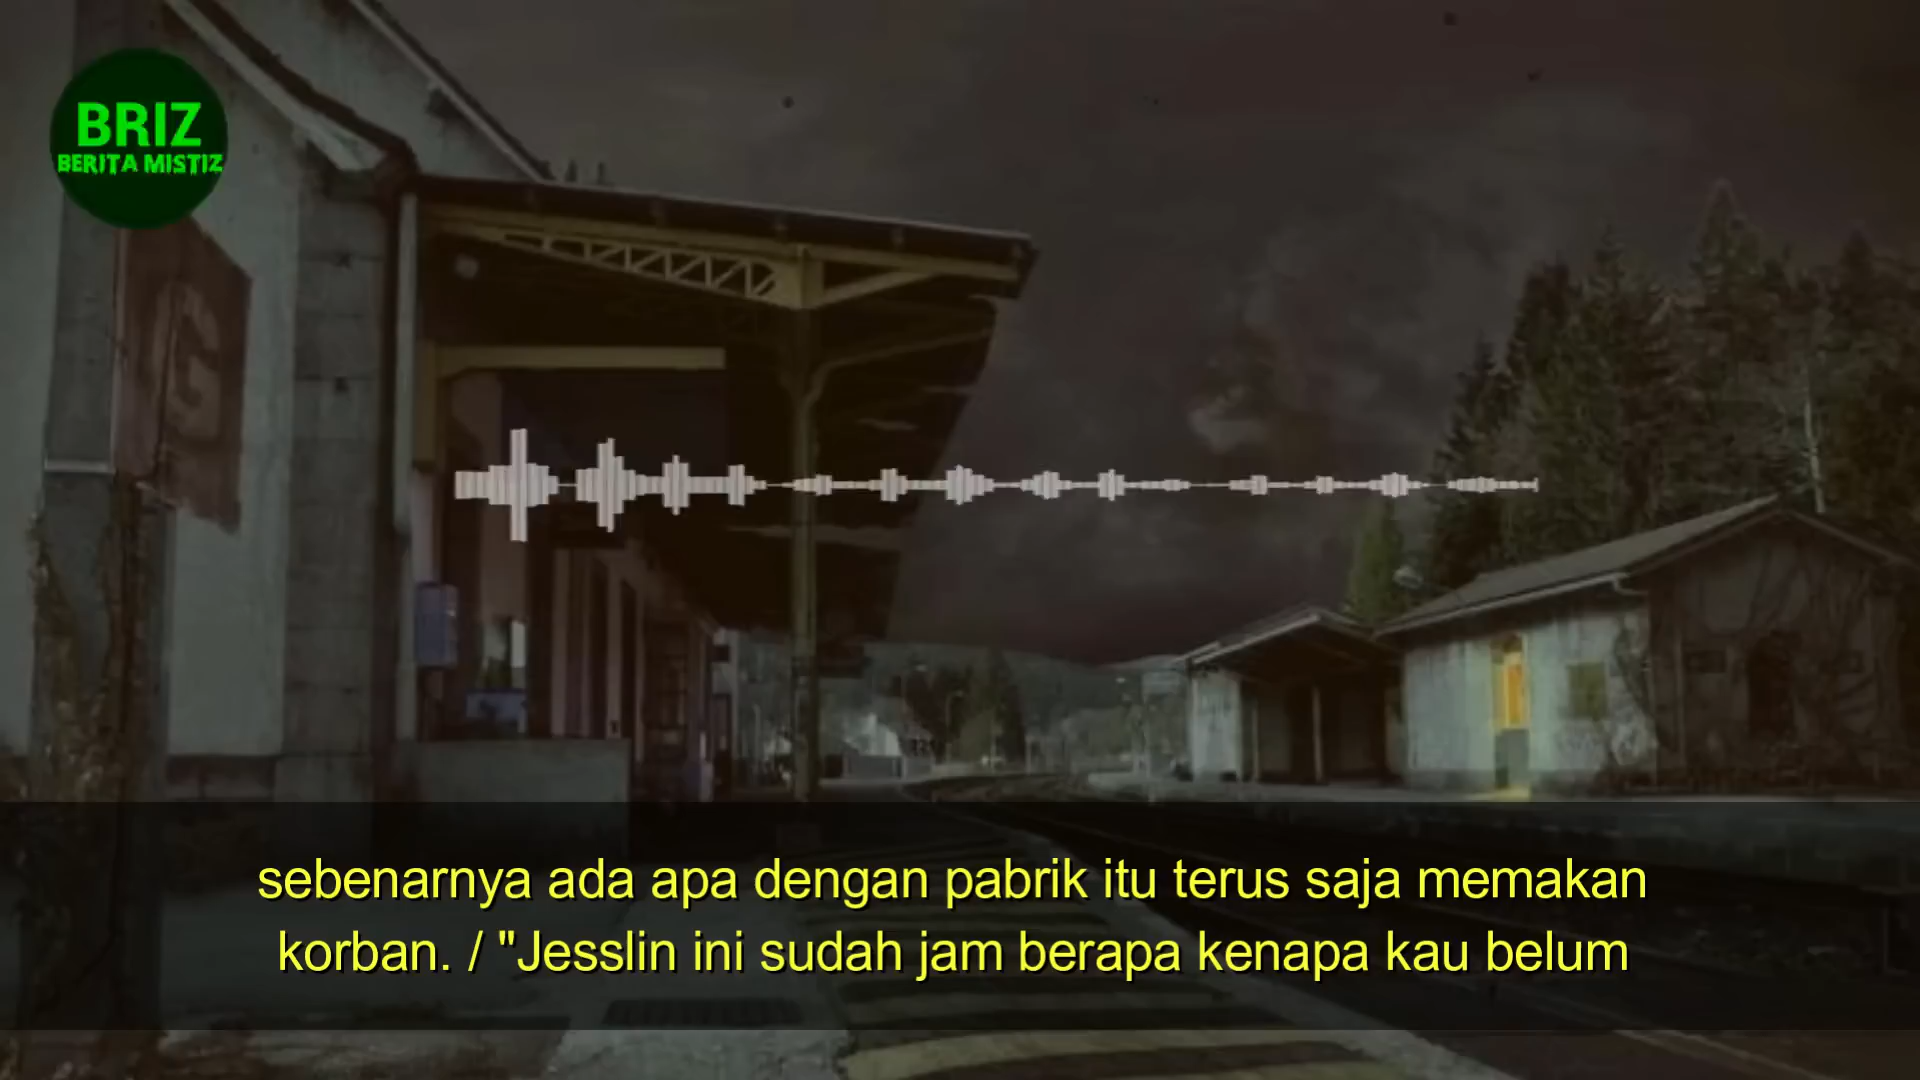 BRIZ
BERITA MISTIZ
G
sebenarnya ada apa dengan pabrik itu terus saja memakan
korban. / "Jesslin ini sudah jam berapa kenapa kau belum